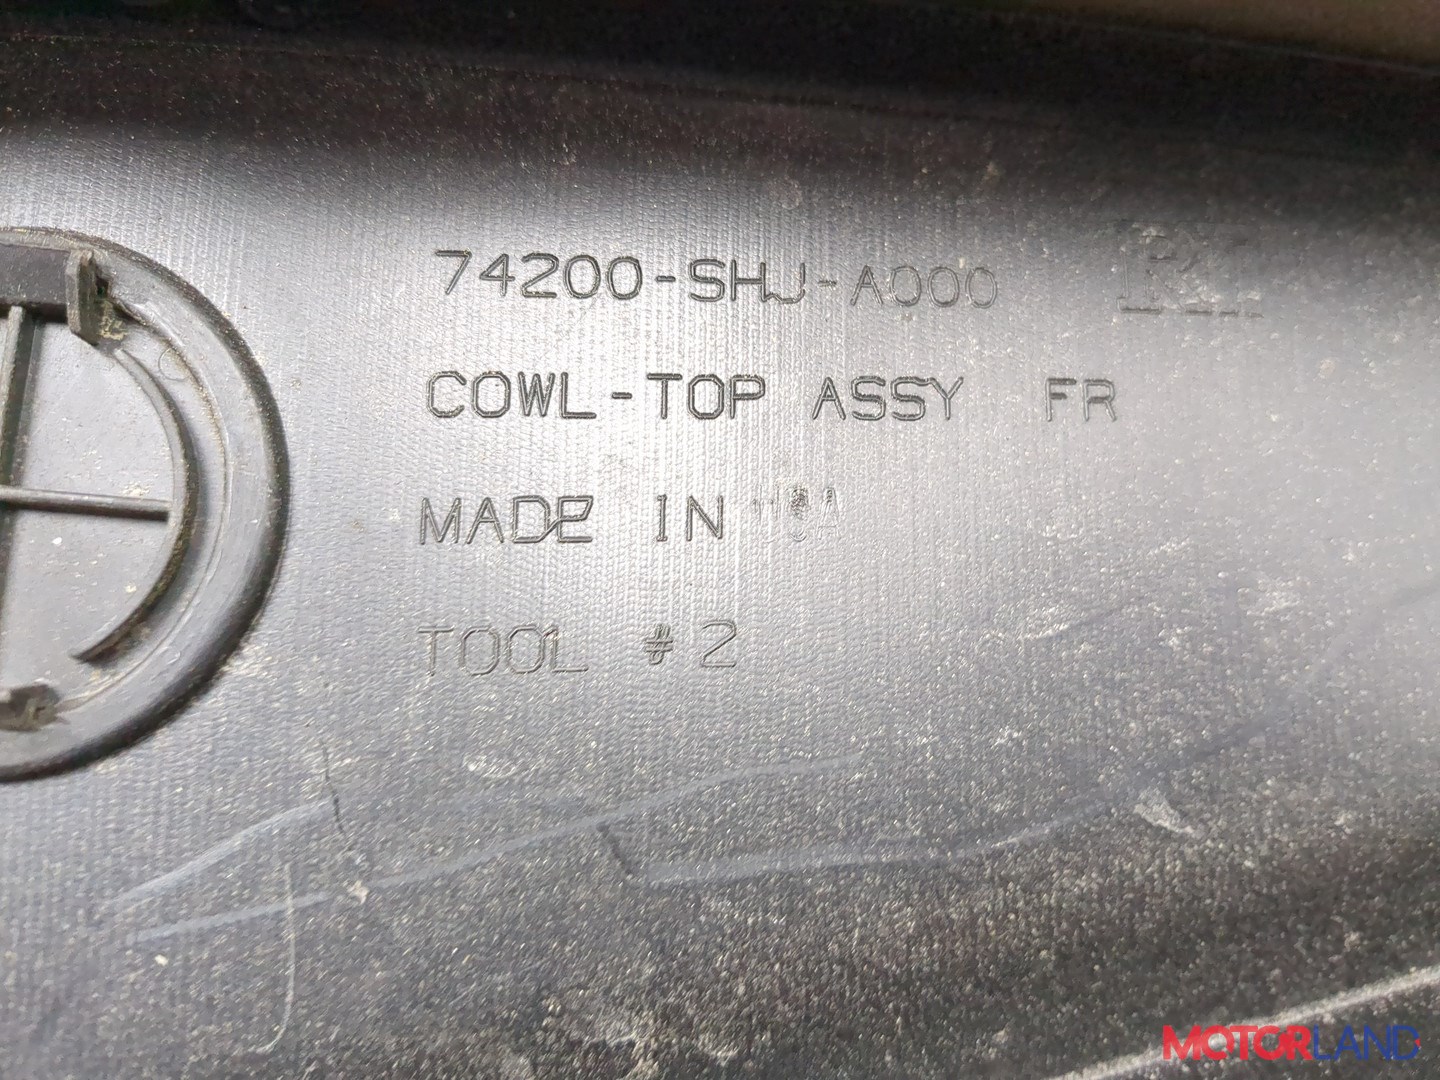 74200-SHJ-A000
COWL-TOP ASSY FR
MADE IN
TOOL #2
MOTORLAND